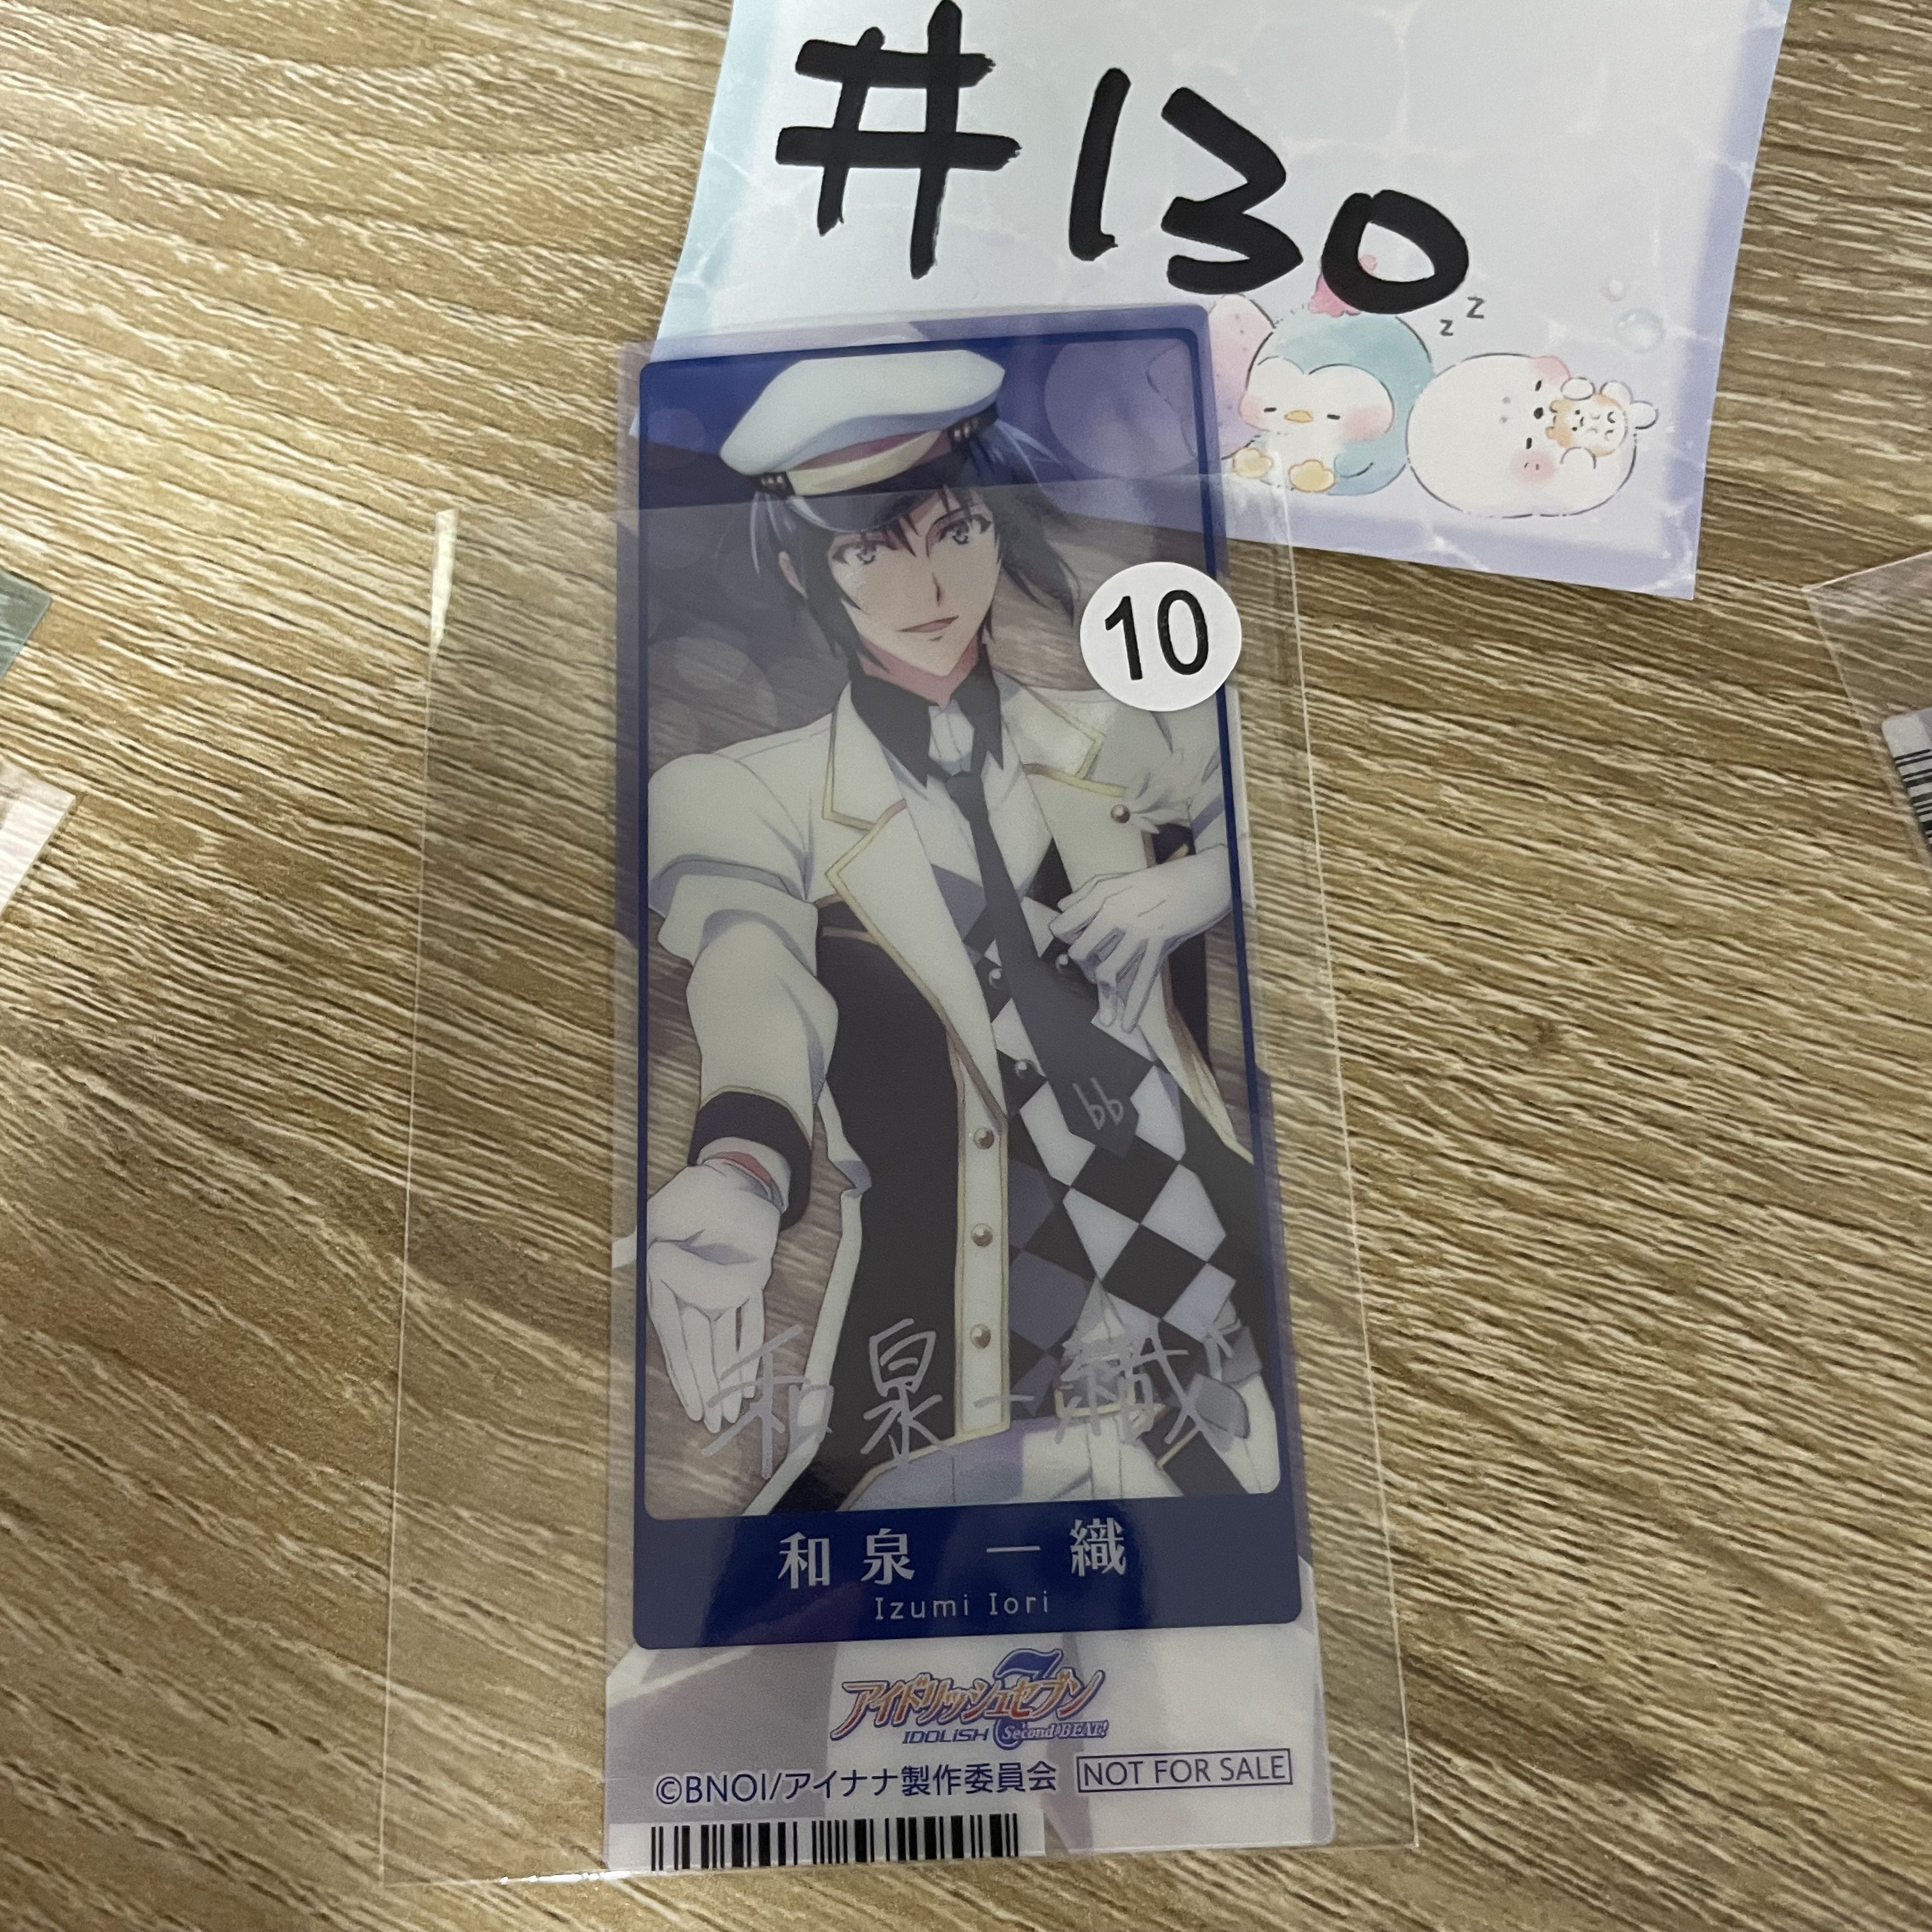 #130
z z
10
bb
和泉一織
和泉 一織
Izumi Iori
アイドリッシュセブン
IDOLiSH7 Second BEAT!
©BNOI/アイナナ製作委員会 NOT FOR SALE